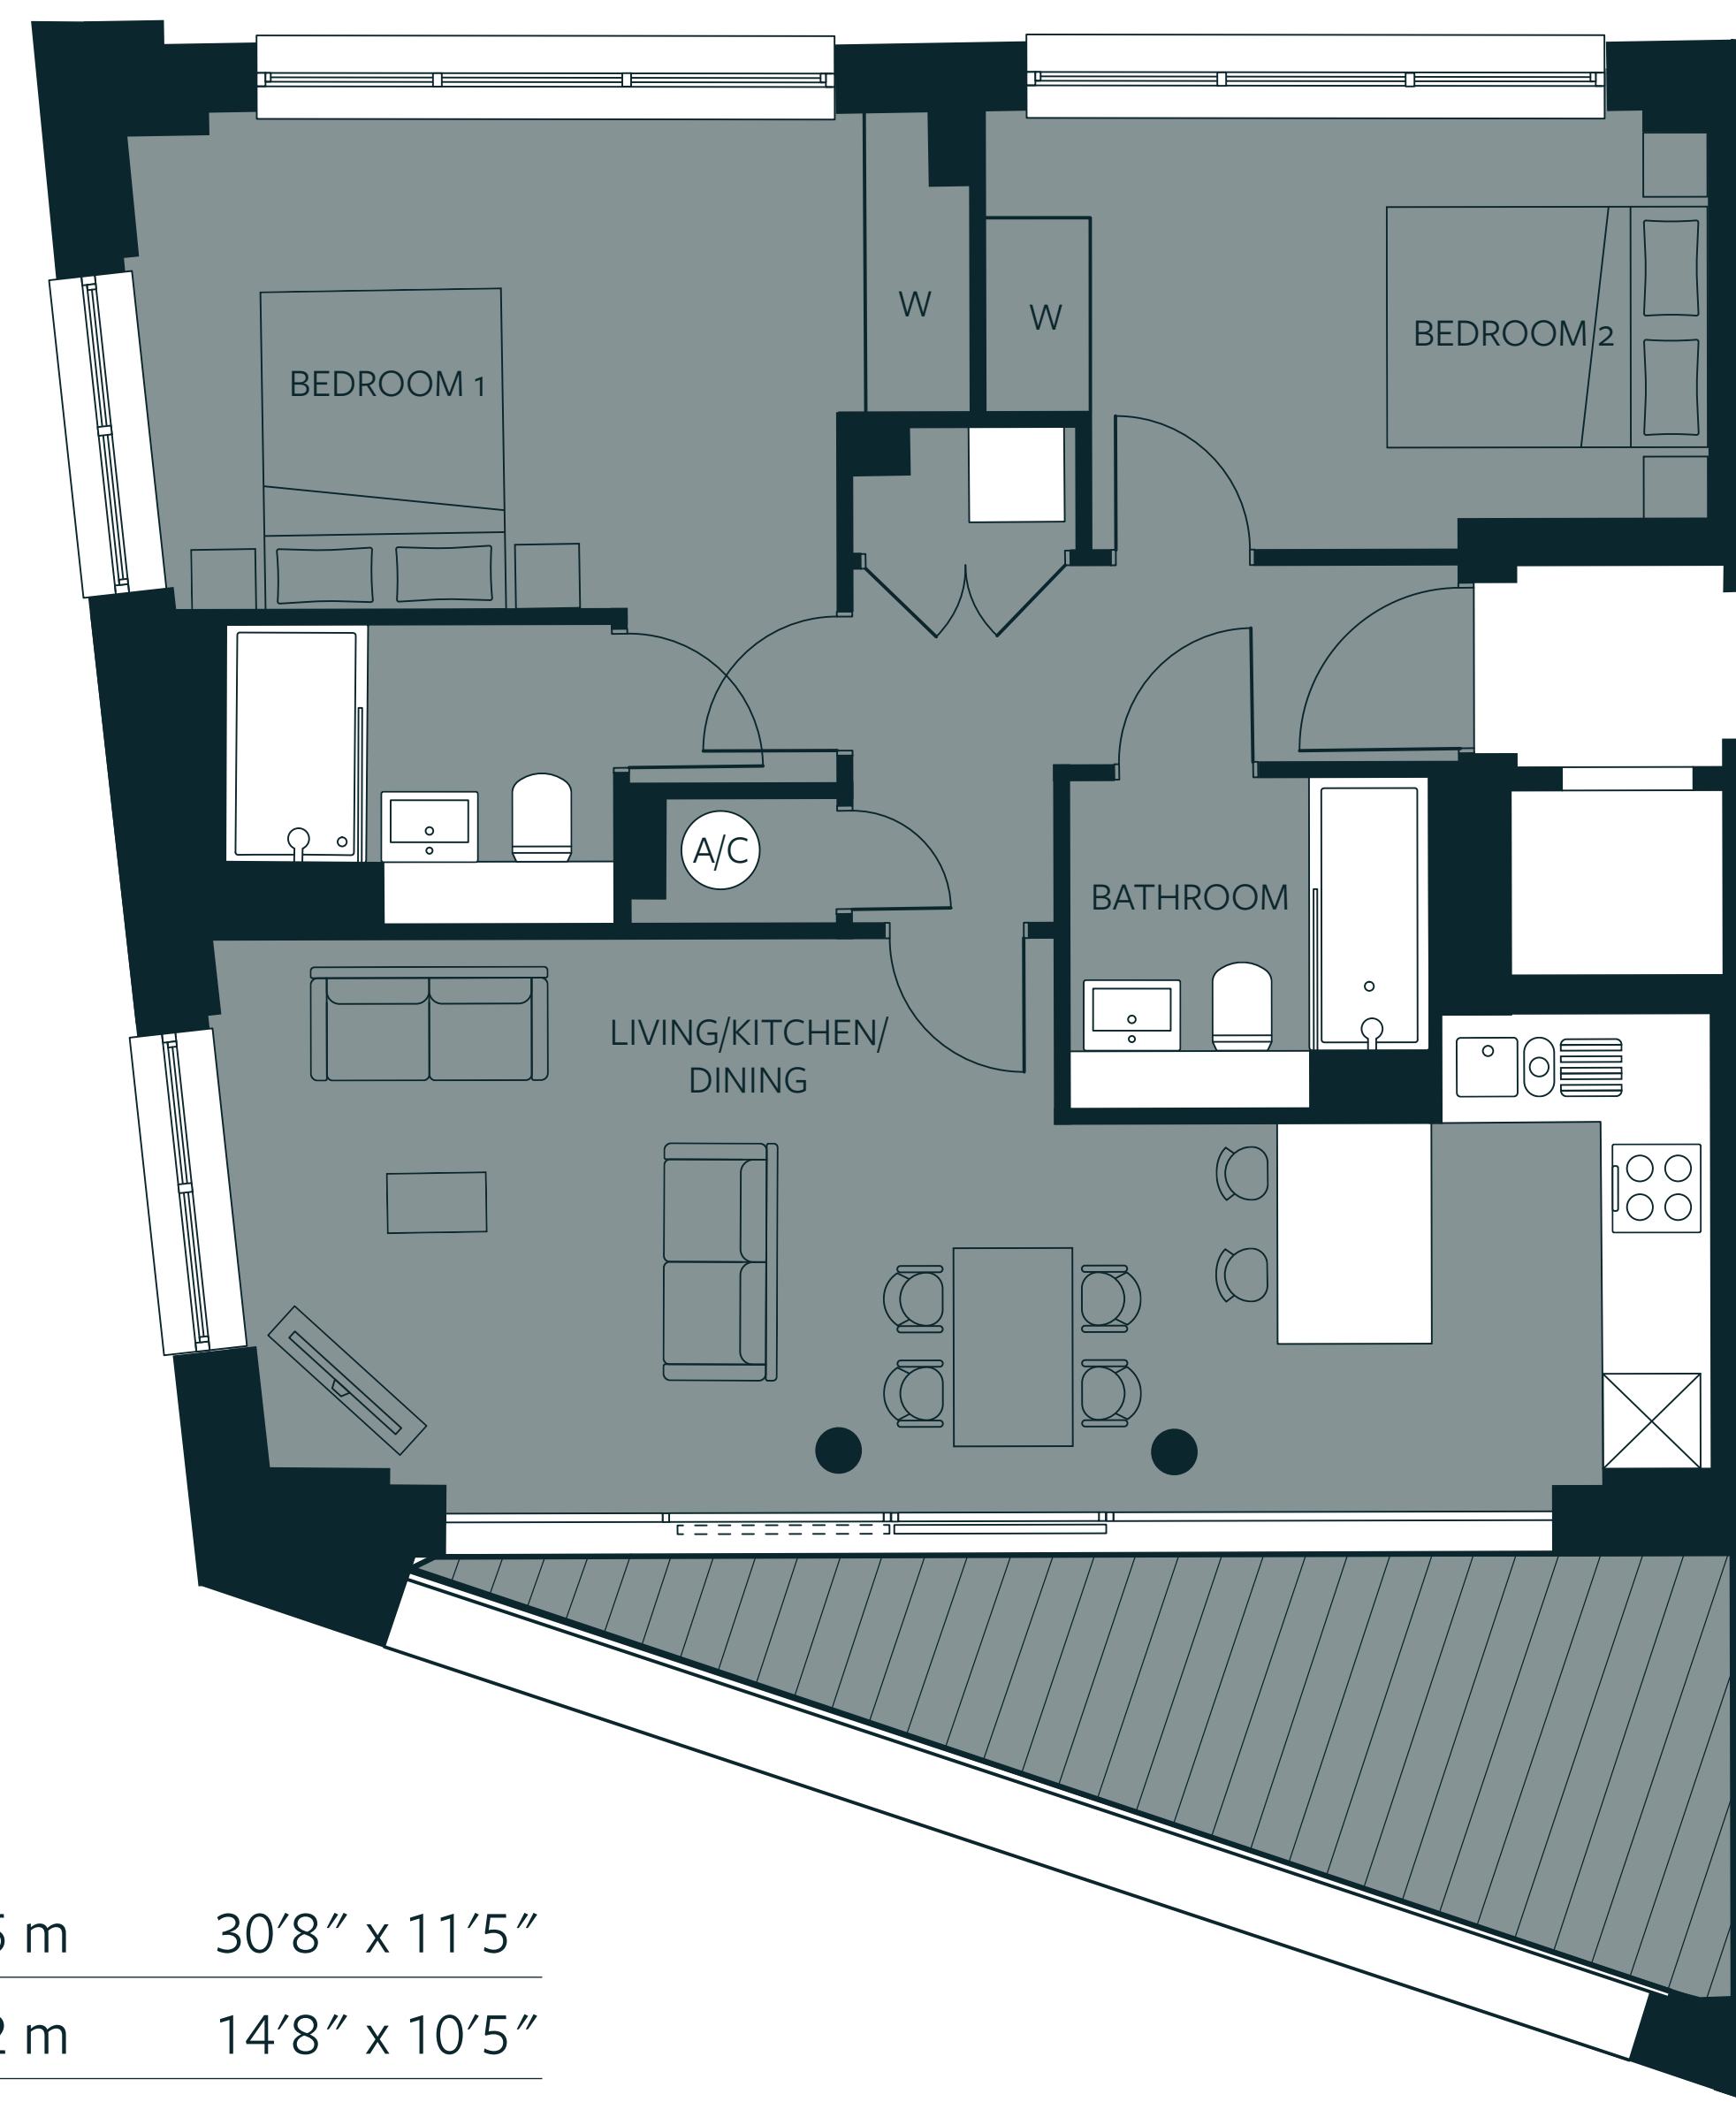 W
W
BEDROOM 2
BEDROOM 1
A/C
BATHROOM
LIVING/KITCHEN/
DINING
m 30′8″ x 11′5″
m 14′8″ x 10′5″